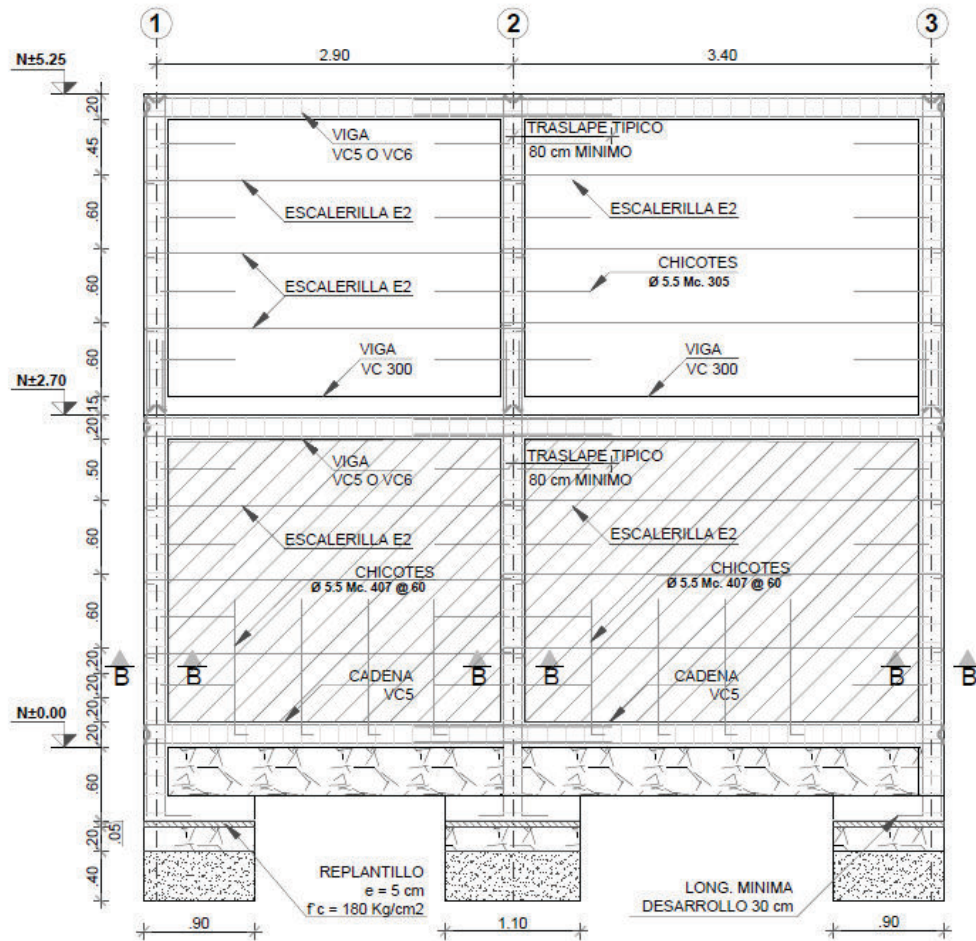 1
2
3
N±5.25
2.90
3.40
.20
VIGA
VC5 O VC6
TRASLAPE TIPICO
80 cm MINIMO
.45
ESCALERILLA E2
ESCALERILLA E2
.60
CHICOTES
Ø 5.5 Mc. 305
ESCALERILLA E2
.60
VIGA
VC 300
VIGA
VC 300
.60
N±2.70
.15
.20
VIGA
VC5 O VC6
TRASLAPE TIPICO
80 cm MINIMO
.50
ESCALERILLA E2
ESCALERILLA E2
.60
CHICOTES
Ø 5.5 Mc. 407 @ 60
CHICOTES
Ø 5.5 Mc. 407 @ 60
.60
.20
B
B
B
B
B
B
CADENA
VC5
CADENA
VC5
.20
.20
N±0.00
.20
.60
.05
.20
REPLANTILLO
e = 5 cm
f'c = 180 Kg/cm2
LONG. MINIMA
DESARROLLO 30 cm
.40
.90
1.10
.90